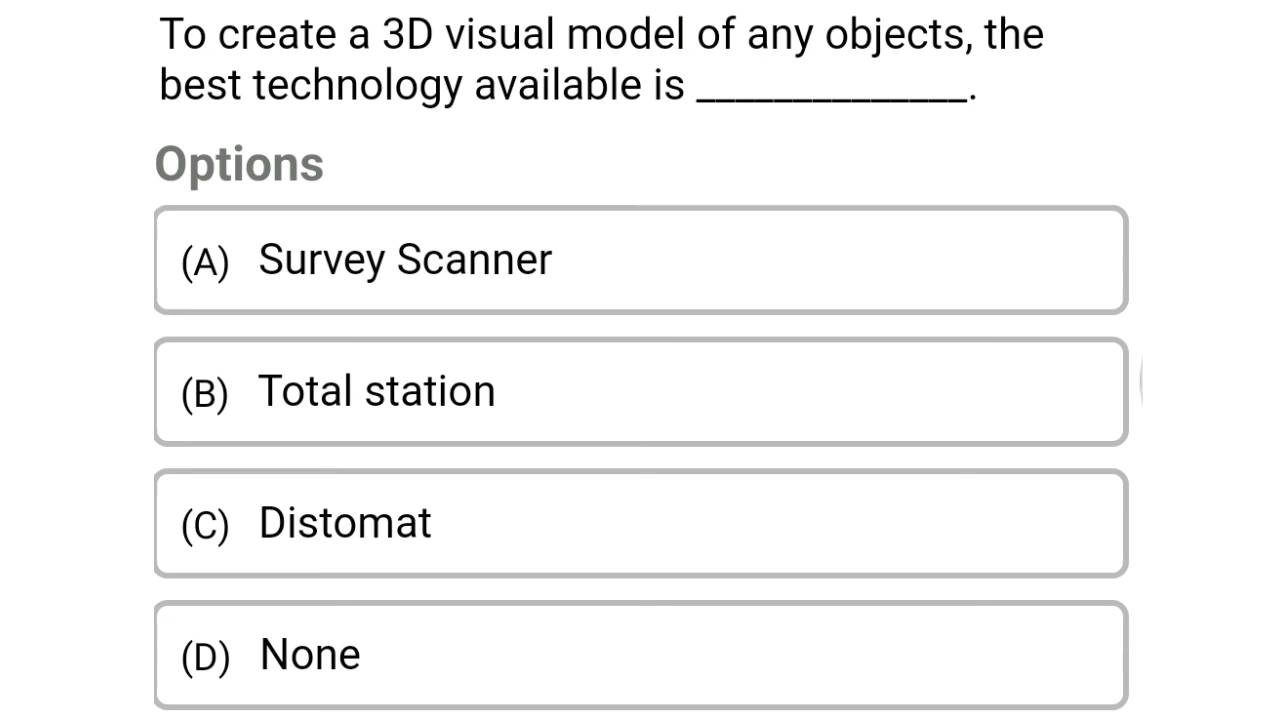 To create a 3D visual model of any objects, the
best technology available is ______________.
Options
(A) Survey Scanner
(B) Total station
(C) Distomat
(D) None